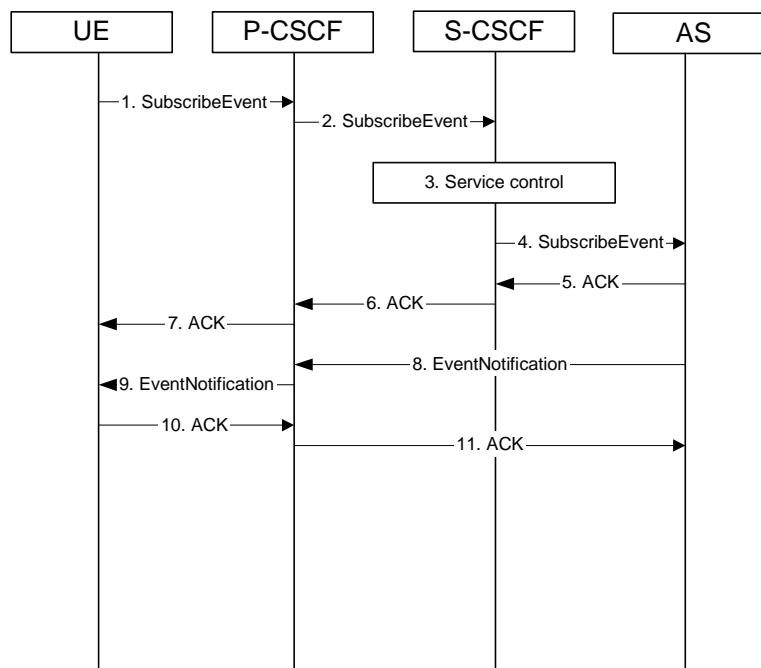 UE
P-CSCF
S-CSCF
AS
1. SubscribeEvent
2. SubscribeEvent
3. Service control
4. SubscribeEvent
5. ACK
6. ACK
7. ACK
8. EventNotification
9. EventNotification
10. ACK
11. ACK